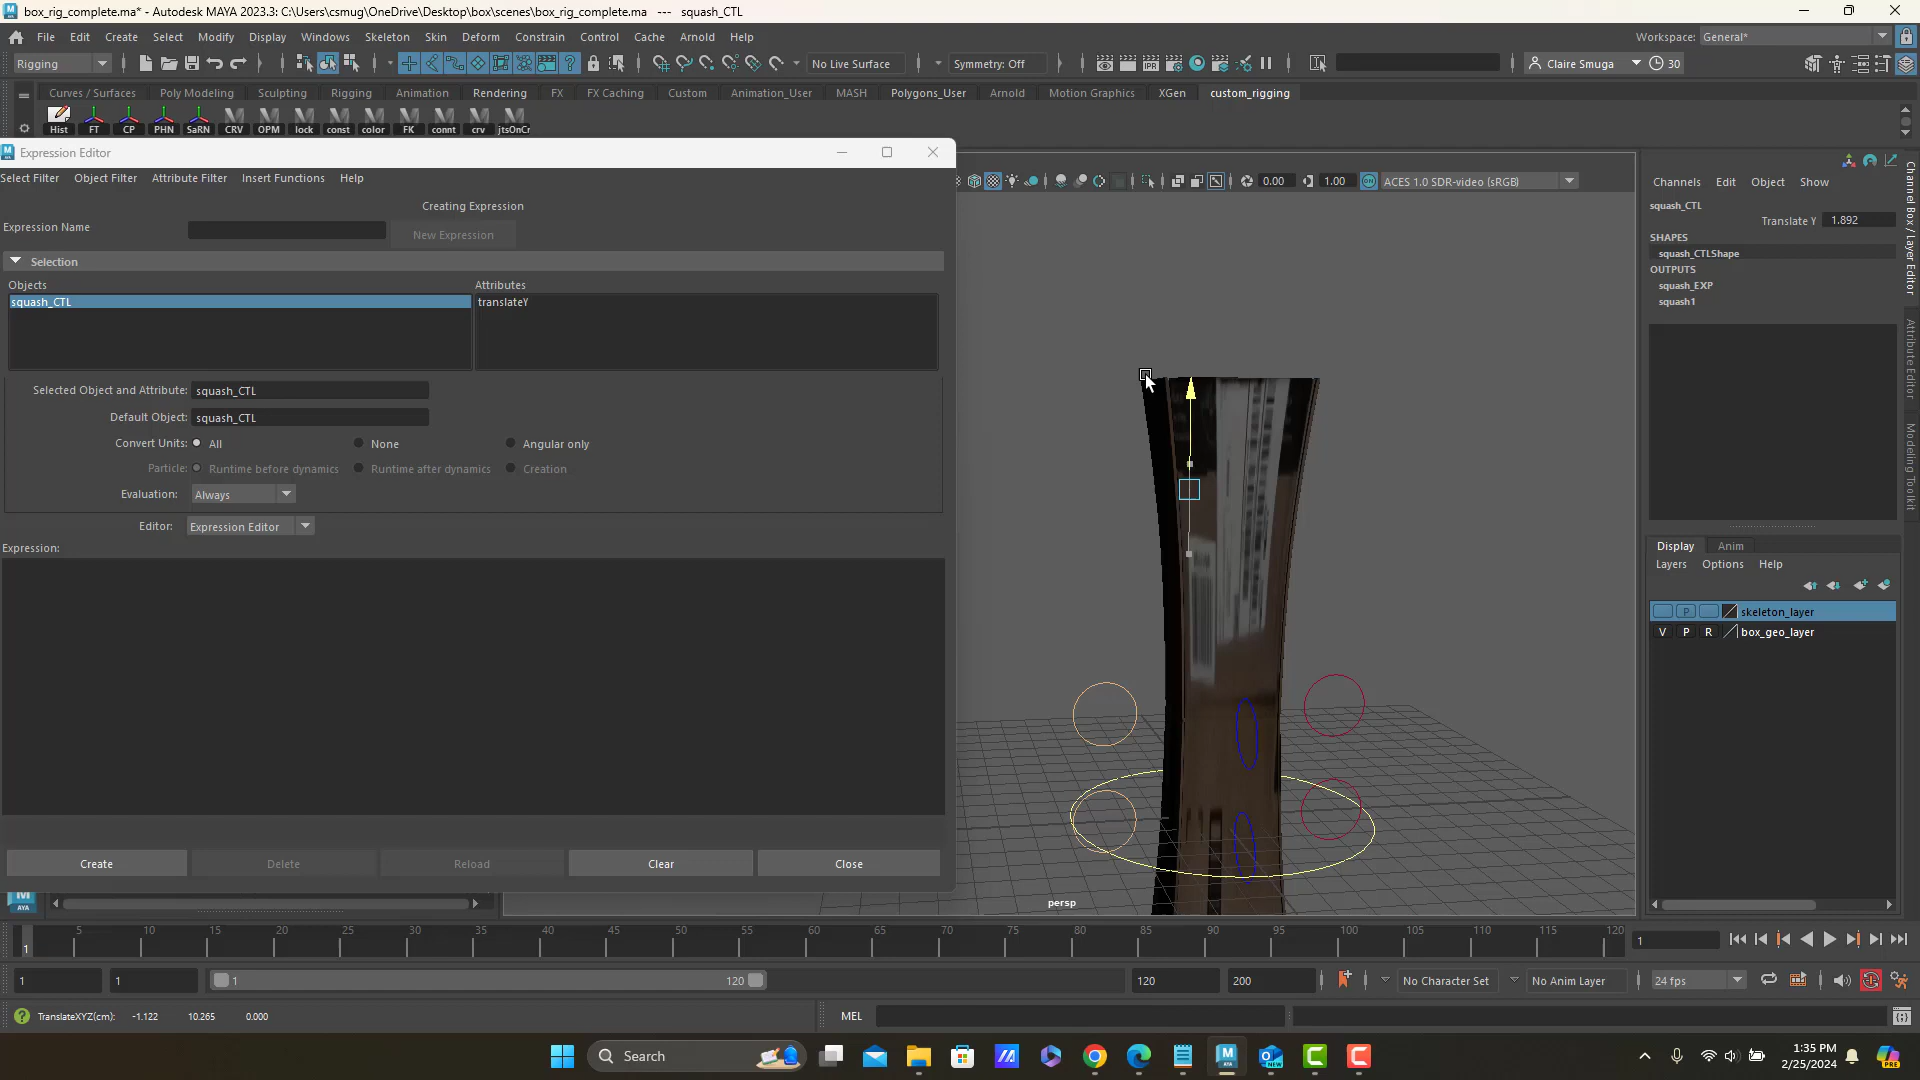 box_rig_complete.ma* - Autodesk MAYA 2023.3: C:\Users\csmug\OneDrive\Desktop\box\scenes\box_rig_complete.ma   ---   squash_CTL
File Edit Create Select Modify Display Windows Skeleton Skin Deform Constrain Control Cache Arnold Help
Workspace: General*
Rigging
No Live Surface
Symmetry: Off
Claire Smuga
30
Curves / Surfaces Poly Modeling Sculpting Rigging Animation Rendering FX FX Caching Custom Animation_User MASH Polygons_User Arnold Motion Graphics XGen custom_rigging
Hist FT CP PHN SaRN CRV OPM lock const color FK connt crv jtsOnCr
Expression Editor
Select Filter Object Filter Attribute Filter Insert Functions Help
Creating Expression
Expression Name
New Expression
Selection
Objects
Attributes
squash_CTL
translateY
Selected Object and Attribute: squash_CTL
Default Object: squash_CTL
Convert Units: All None Angular only
Particle: Runtime before dynamics Runtime after dynamics Creation
Evaluation: Always
Editor: Expression Editor
Expression:
Create Delete Reload Clear Close
0.00
1.00
ACES 1.0 SDR-video (sRGB)
persp
Channels Edit Object Show
squash_CTL
Translate Y 1.892
SHAPES
squash_CTLShape
OUTPUTS
squash_EXP
squash1
Channel Box / Layer Editor
Attribute Editor
Modeling Toolkit
Display Anim
Layers Options Help
P skeleton_layer
V P R box_geo_layer
5 10 15 20 25 30 35 40 45 50 55 60 65 70 75 80 85 90 95 100 105 110 115 120
1
1
1
1
1
120
120
200
No Character Set
No Anim Layer
24 fps
TranslateXYZ(cm): -1.122 10.265 0.000
MEL
Search
1:35 PM
2/25/2024